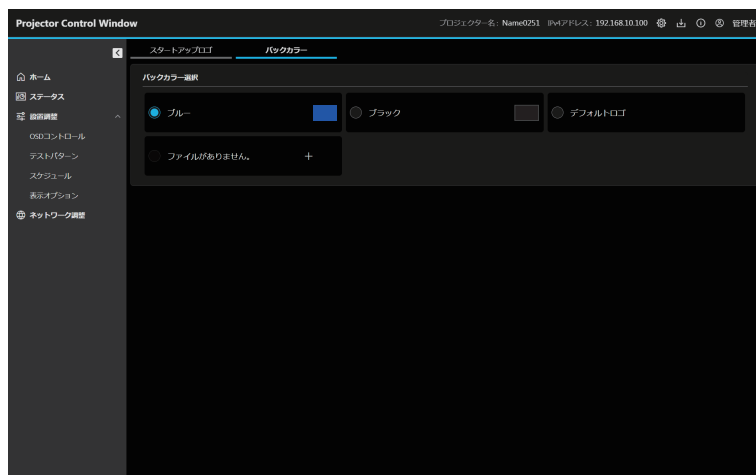 Projector Control Window
プロジェクター名: Name0251 IPv4アドレス: 192.168.10.100 管理者
スタートアップロゴ バックカラー
ホーム
ステータス
設置調整
OSDコントロール
テストパターン
スケジュール
表示オプション
ネットワーク調整
バックカラー選択
ブルー
ブラック
デフォルトロゴ
ファイルがありません。 +